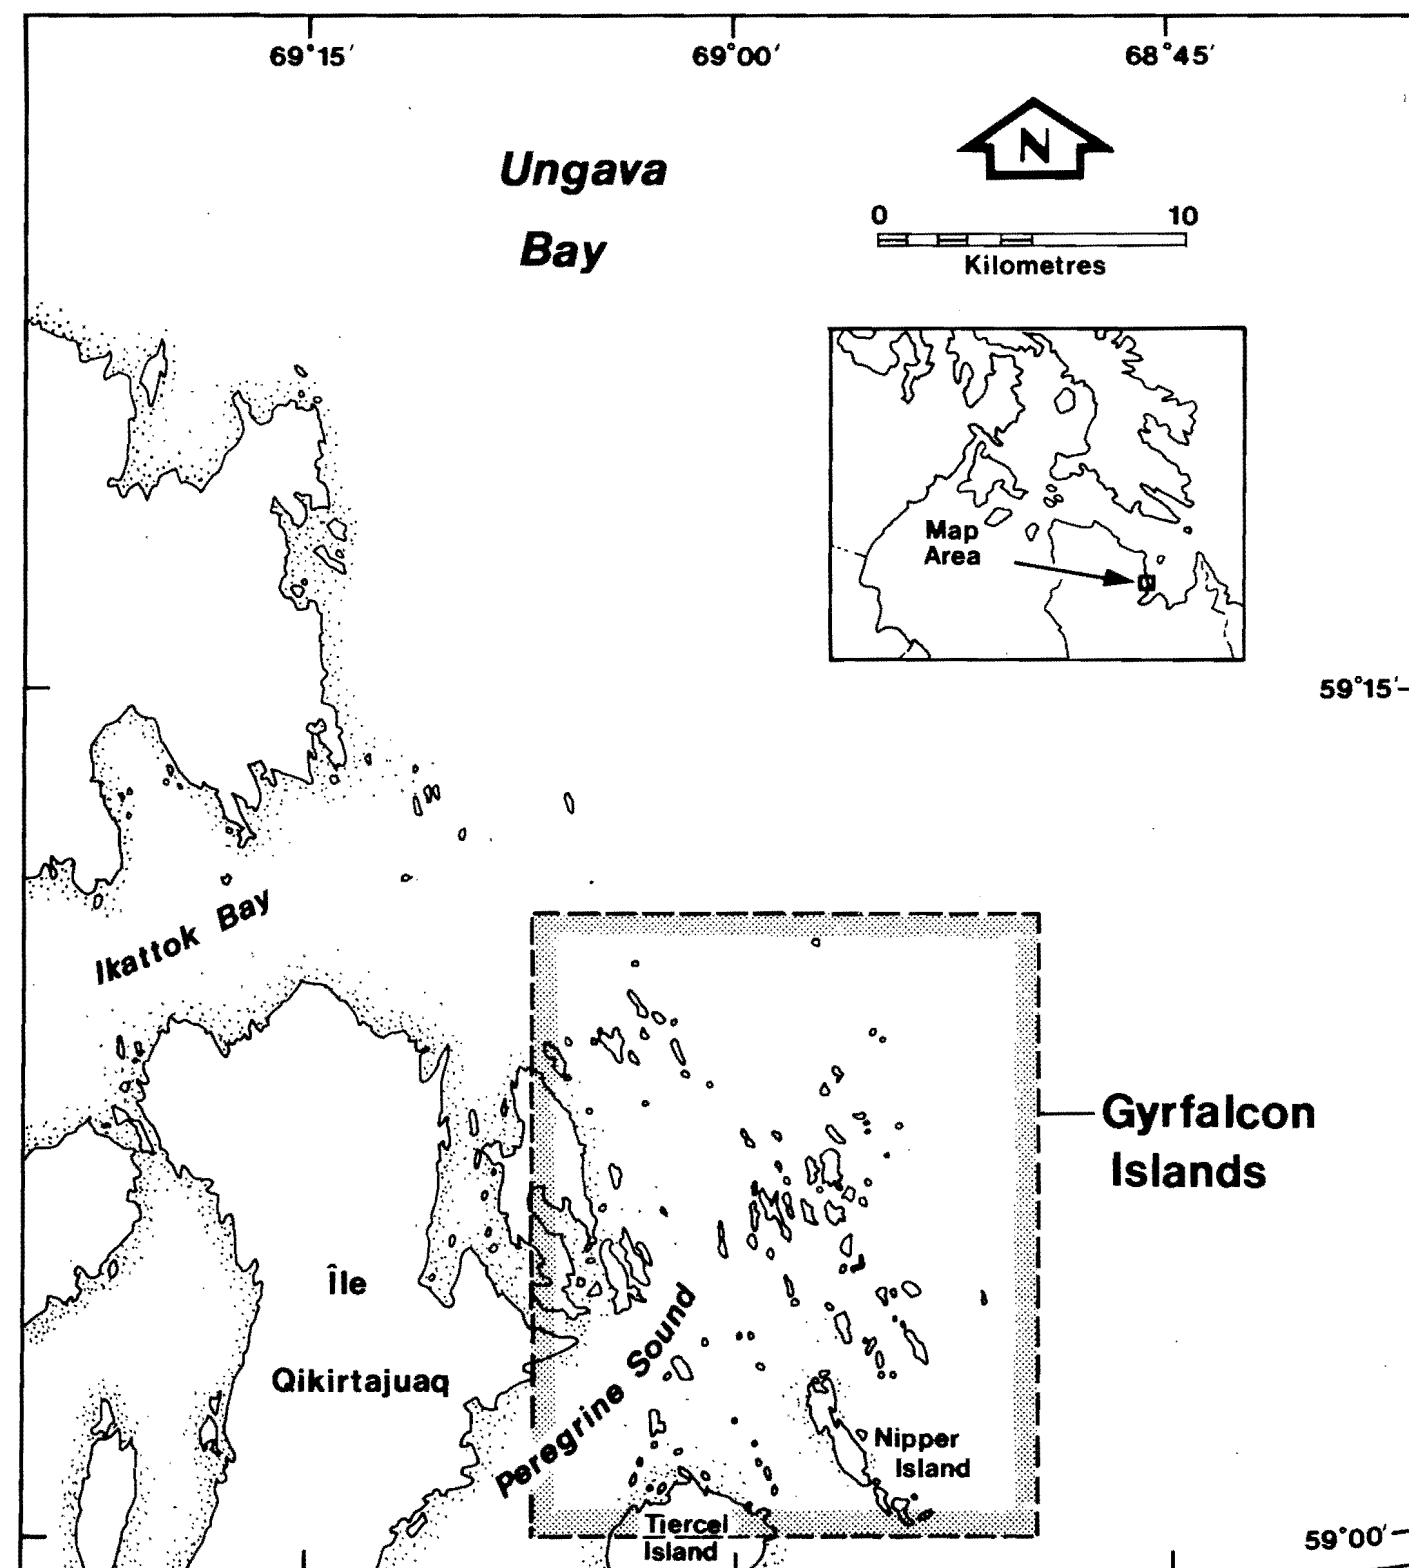 69°15′ 69°00′ 68°45′
Ungava
Bay
N
0 10
Kilometres
Map
Area
59°15′
Ikattok Bay
Gyrfalcon
Islands
Île
Qikirtajuaq
Peregrine Sound
Nipper
Island
Tiercel
Island
59°00′